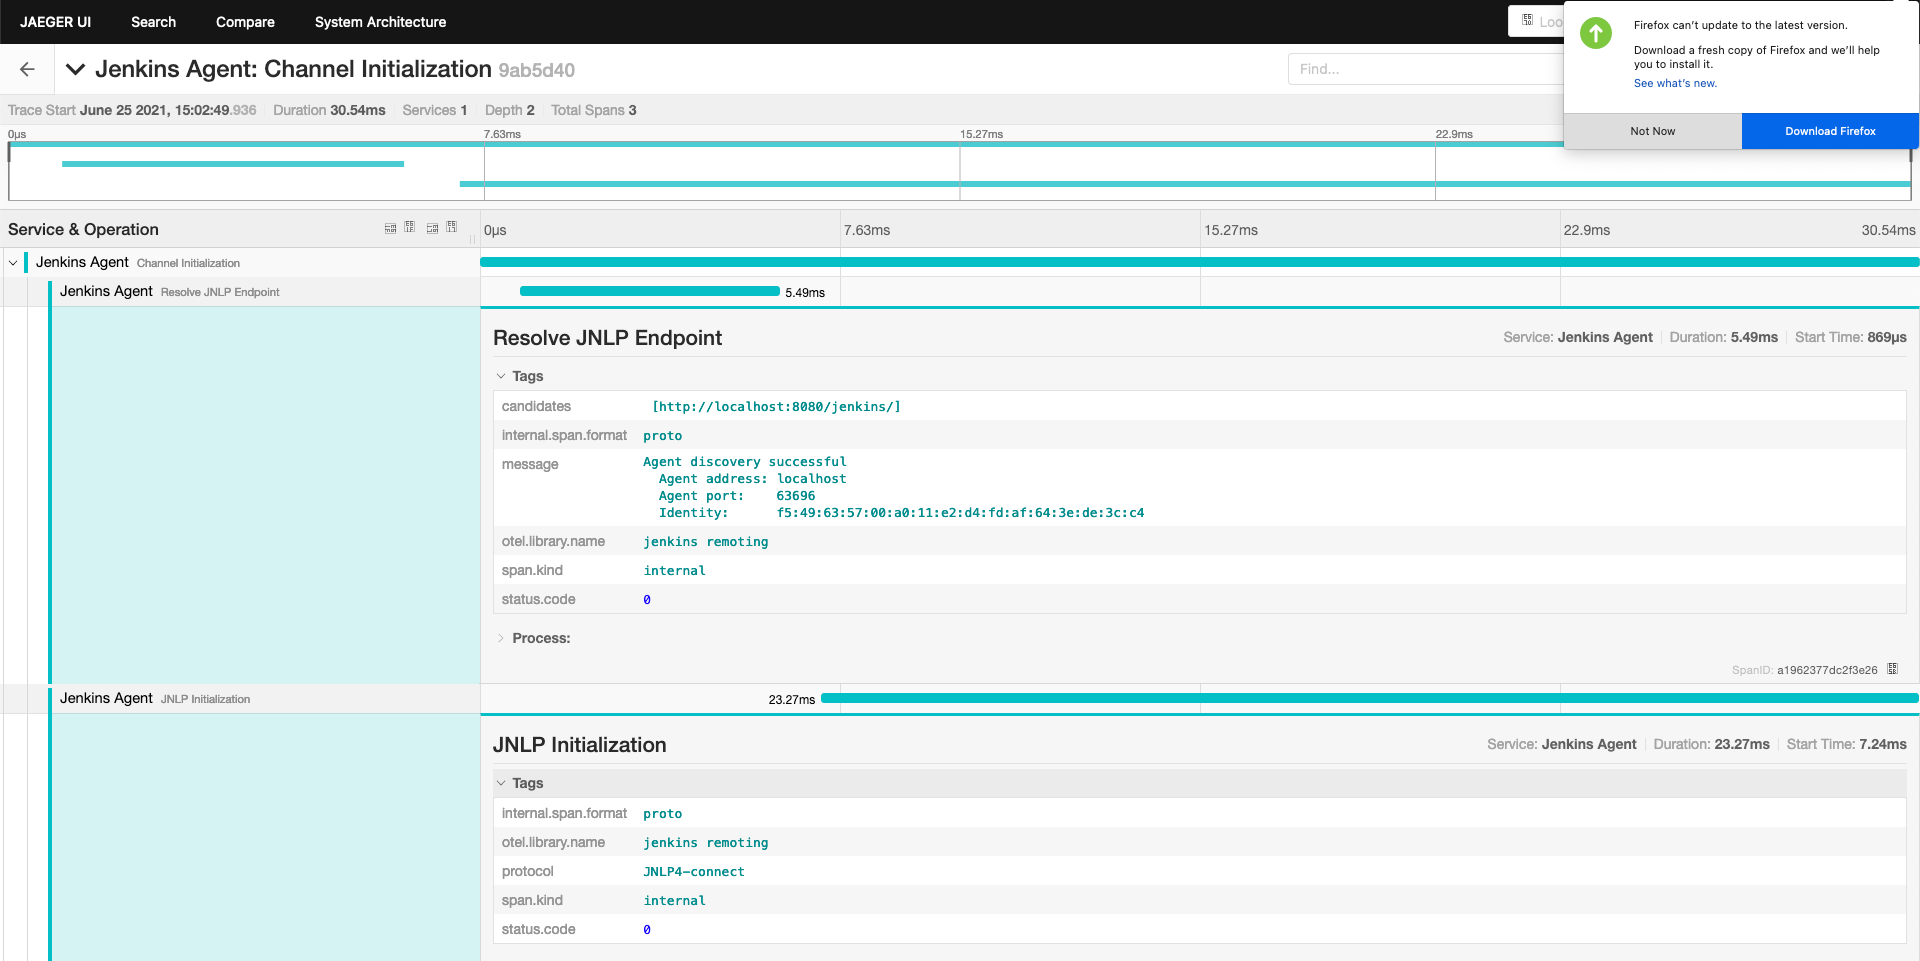 JAEGER UI Search Compare System Architecture Loo
Firefox can't update to the latest version.
Download a fresh copy of Firefox and we'll help
you to install it.
See what's new.
Not Now Download Firefox
Jenkins Agent: Channel Initialization 9ab5d40 Find...
Trace Start June 25 2021, 15:02:49.936 Duration 30.54ms Services 1 Depth 2 Total Spans 3
0μs 7.63ms 15.27ms 22.9ms
Service & Operation 0μs 7.63ms 15.27ms 22.9ms 30.54ms
Jenkins Agent Channel Initialization
Jenkins Agent Resolve JNLP Endpoint 5.49ms
Resolve JNLP Endpoint Service: Jenkins Agent Duration: 5.49ms Start Time: 869μs
Tags
candidates [http://localhost:8080/jenkins/]
internal.span.format proto
message Agent discovery successful
Agent address: localhost
Agent port: 63696
Identity: f5:49:63:57:00:a0:11:e2:d4:fd:af:64:3e:de:3c:c4
otel.library.name jenkins remoting
span.kind internal
status.code 0
Process:
SpanID: a1962377dc2f3e26
Jenkins Agent JNLP Initialization 23.27ms
JNLP Initialization Service: Jenkins Agent Duration: 23.27ms Start Time: 7.24ms
Tags
internal.span.format proto
otel.library.name jenkins remoting
protocol JNLP4-connect
span.kind internal
status.code 0